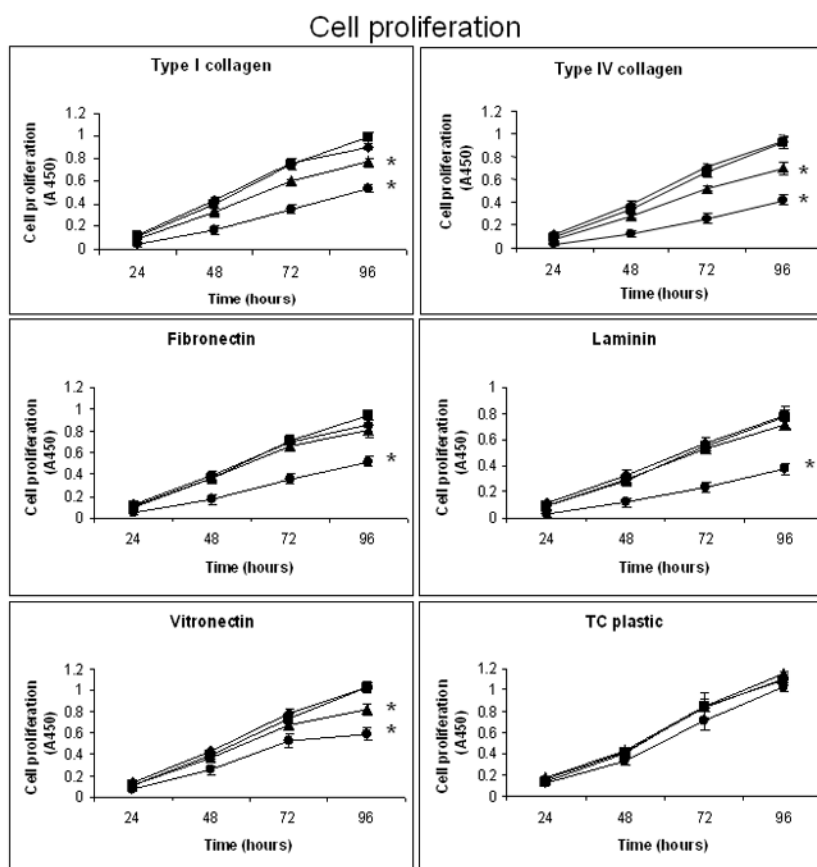 Cell proliferation
Type I collagen
Cell proliferation
(A 450)
1.2
1
0.8
0.6
0.4
0.2
0
*
*
24 48 72 96
Time (hours)
Type IV collagen
Cell proliferation
(A450)
1.2
1
0.8
0.6
0.4
0.2
0
*
*
24 48 72 96
Time (hours)
Fibronectin
Cell proliferation
(A450)
1.2
1
0.8
0.6
0.4
0.2
0
*
24 48 72 96
Time (hours)
Laminin
Cell proliferation
(A450)
1
0.8
0.6
0.4
0.2
0
*
24 48 72 96
Time (hours)
Vitronectin
Cell proliferation
(A450)
1.2
1
0.8
0.6
0.4
0.2
0
*
*
24 48 72 96
Time (hours)
TC plastic
Cell proliferation
(A450)
1.2
1
0.8
0.6
0.4
0.2
0
24 48 72 96
Time (hours)